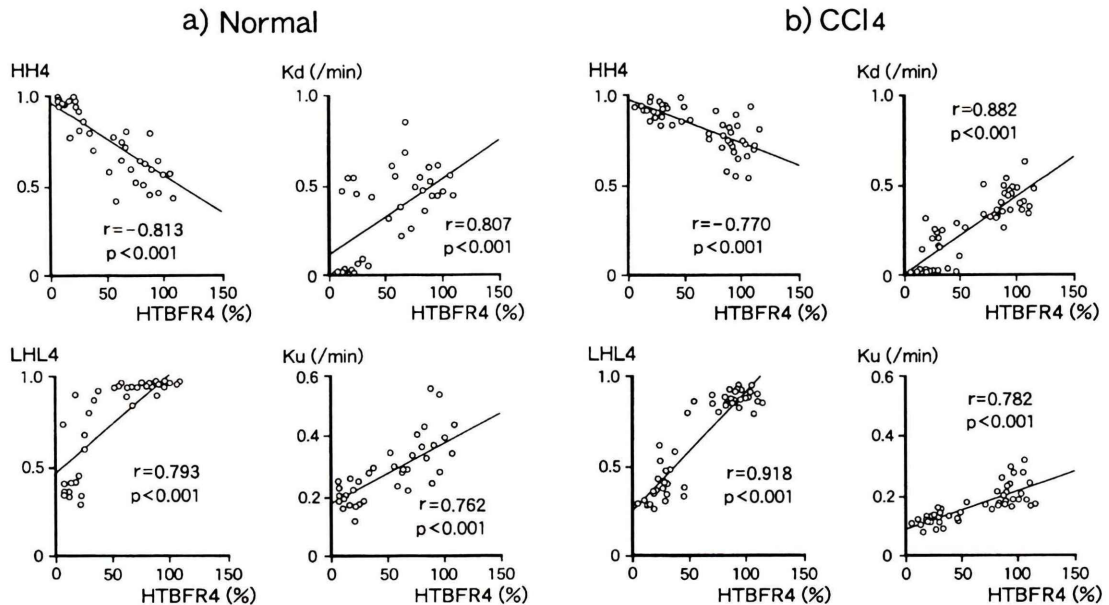 a) Normal
b) CCl4
HH4
1.0
0.5
0
r=-0.813
p<0.001
0 50 100 150
HTBFR4 (%)
Kd (/min)
1.0
0.5
0
r=0.807
p<0.001
0 50 100 150
HTBFR4 (%)
HH4
1.0
0.5
0
r=-0.770
p<0.001
0 50 100 150
HTBFR4 (%)
Kd (/min)
1.0
0.5
0
r=0.882
p<0.001
0 50 100 150
HTBFR4 (%)
LHL4
1.0
0.5
0
r=0.793
p<0.001
0 50 100 150
HTBFR4 (%)
Ku (/min)
0.6
0.4
0.2
0
r=0.762
p<0.001
0 50 100 150
HTBFR4 (%)
LHL4
1.0
0.5
0
r=0.918
p<0.001
0 50 100 150
HTBFR4 (%)
Ku (/min)
0.6
0.4
0.2
0
r=0.782
p<0.001
0 50 100 150
HTBFR4 (%)